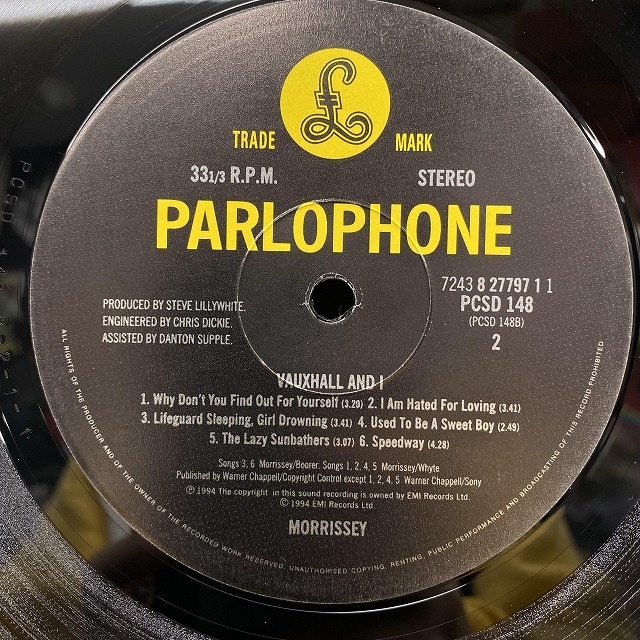 £
TRADE MARK
33 1/3 R.P.M. STEREO
PARLOPHONE
7243 8 27797 1 1
PCSD 148
(PCSD 148B)
2
PRODUCED BY STEVE LILLYWHITE.
ENGINEERED BY CHRIS DICKIE.
ASSISTED BY DANTON SUPPLE.
VAUXHALL AND I
1. Why Don't You Find Out For Yourself (3.20) 2. I Am Hated For Loving (3.41)
3. Lifeguard Sleeping, Girl Drowning (3.41) 4. Used To Be A Sweet Boy (2.49)
5. The Lazy Sunbathers (3.07) 6. Speedway (4.28)
Songs 3, 6 Morrissey/Boorer. Songs 1, 2, 4, 5 Morrissey/Whyte
Published by Warner Chappell/Copyright Control except 1, 2, 4, 5 Warner Chappell/Sony
℗ 1994 The copyright in this sound recording is owned by EMI Records Ltd.
© 1994 EMI Records Ltd.
MORRISSEY
ALL RIGHTS OF THE PRODUCER AND OF THE OWNER OF THE RECORDED WORK RESERVED. UNAUTHORISED COPYING, RENTING, PUBLIC PERFORMANCE AND BROADCASTING OF THIS RECORD PROHIBITED
PCSD